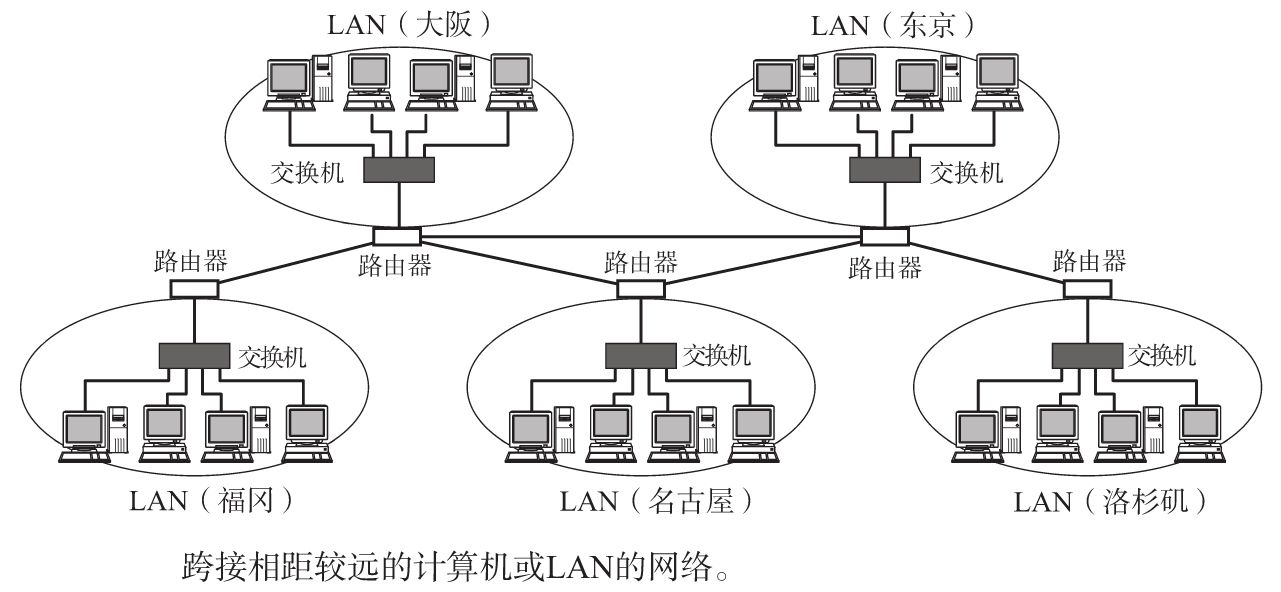 LAN（大阪）
LAN（东京）
交换机
交换机
路由器
路由器
路由器
路由器
路由器
交换机
交换机
交换机
LAN（福冈）
LAN（名古屋）
LAN（洛杉矶）
跨接相距较远的计算机或LAN的网络。